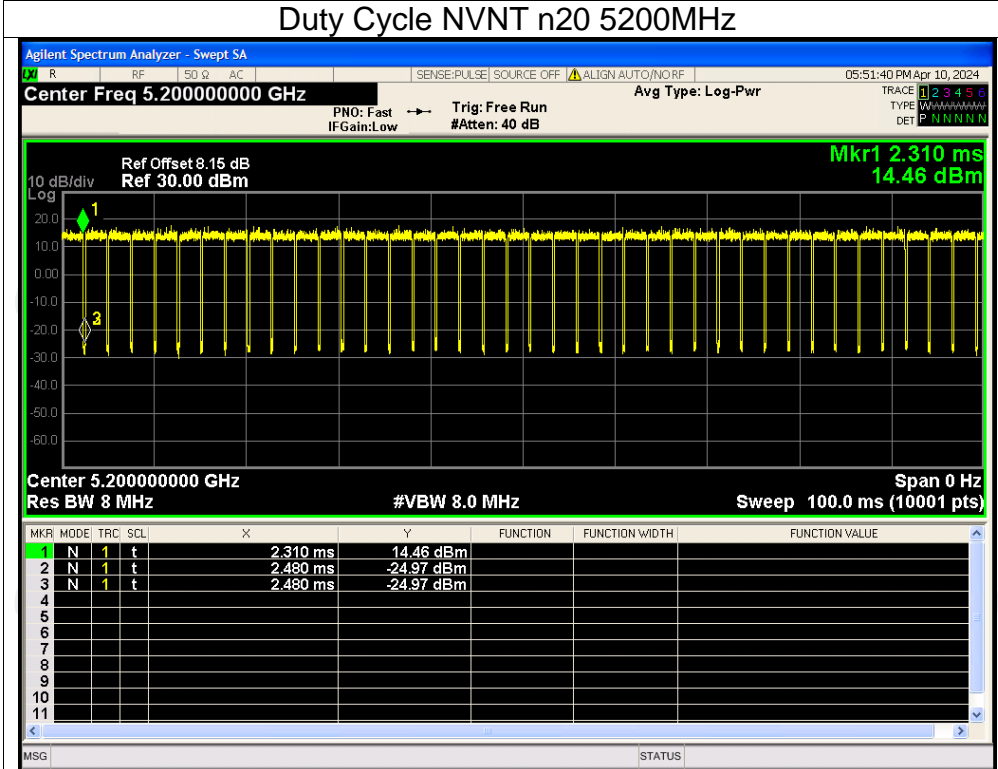 Duty Cycle NVNT n20 5200MHz
Agilent Spectrum Analyzer - Swept SA
LXI R RF 50 Ω AC SENSE:PULSE SOURCE OFF ALIGN AUTO/NO RF 05:51:40 PM Apr 10, 2024
Center Freq 5.200000000 GHz Avg Type: Log-Pwr TRACE 1 2 3 4 5 6
PNO: Fast Trig: Free Run TYPE WWWWWW
IFGain:Low #Atten: 40 dB DET P N N N N N
Mkr1 2.310 ms
Ref Offset 8.15 dB
10 dB/div Ref 30.00 dBm 14.46 dBm
Log
1
20.0
10.0
0.00
-10.0
3
-20.0
-30.0
-40.0
-50.0
-60.0
Center 5.200000000 GHz Span 0 Hz
Res BW 8 MHz #VBW 8.0 MHz Sweep 100.0 ms (10001 pts)
MKR MODE TRC SCL X Y FUNCTION FUNCTION WIDTH FUNCTION VALUE
1 N 1 t 2.310 ms 14.46 dBm
2 N 1 t 2.480 ms -24.97 dBm
3 N 1 t 2.480 ms -24.97 dBm
4
5
6
7
8
9
10
11
MSG STATUS